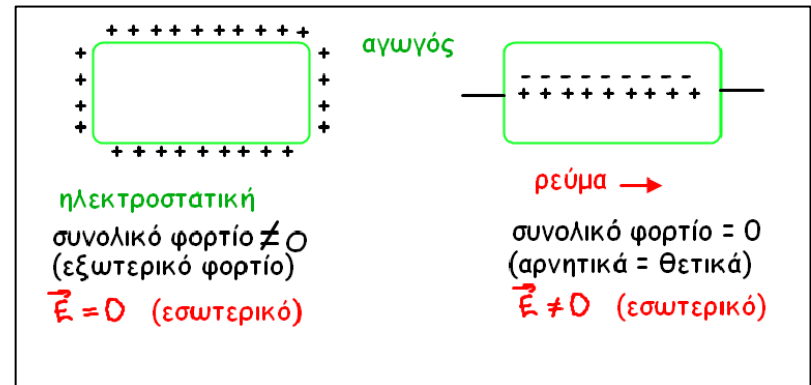 + + + + + + + + + +
αγωγός
+ +
+ +
+ +
+ +
+ + + + + + + + +
- - - - - - - - -
+ + + + + + + + +
ηλεκτροστατική
συνολικό φορτίο ≠ 0
(εξωτερικό φορτίο)
E⃗ = 0 (εσωτερικό)
ρεύμα →
συνολικό φορτίο = 0
(αρνητικά = θετικά)
E⃗ ≠ 0 (εσωτερικό)